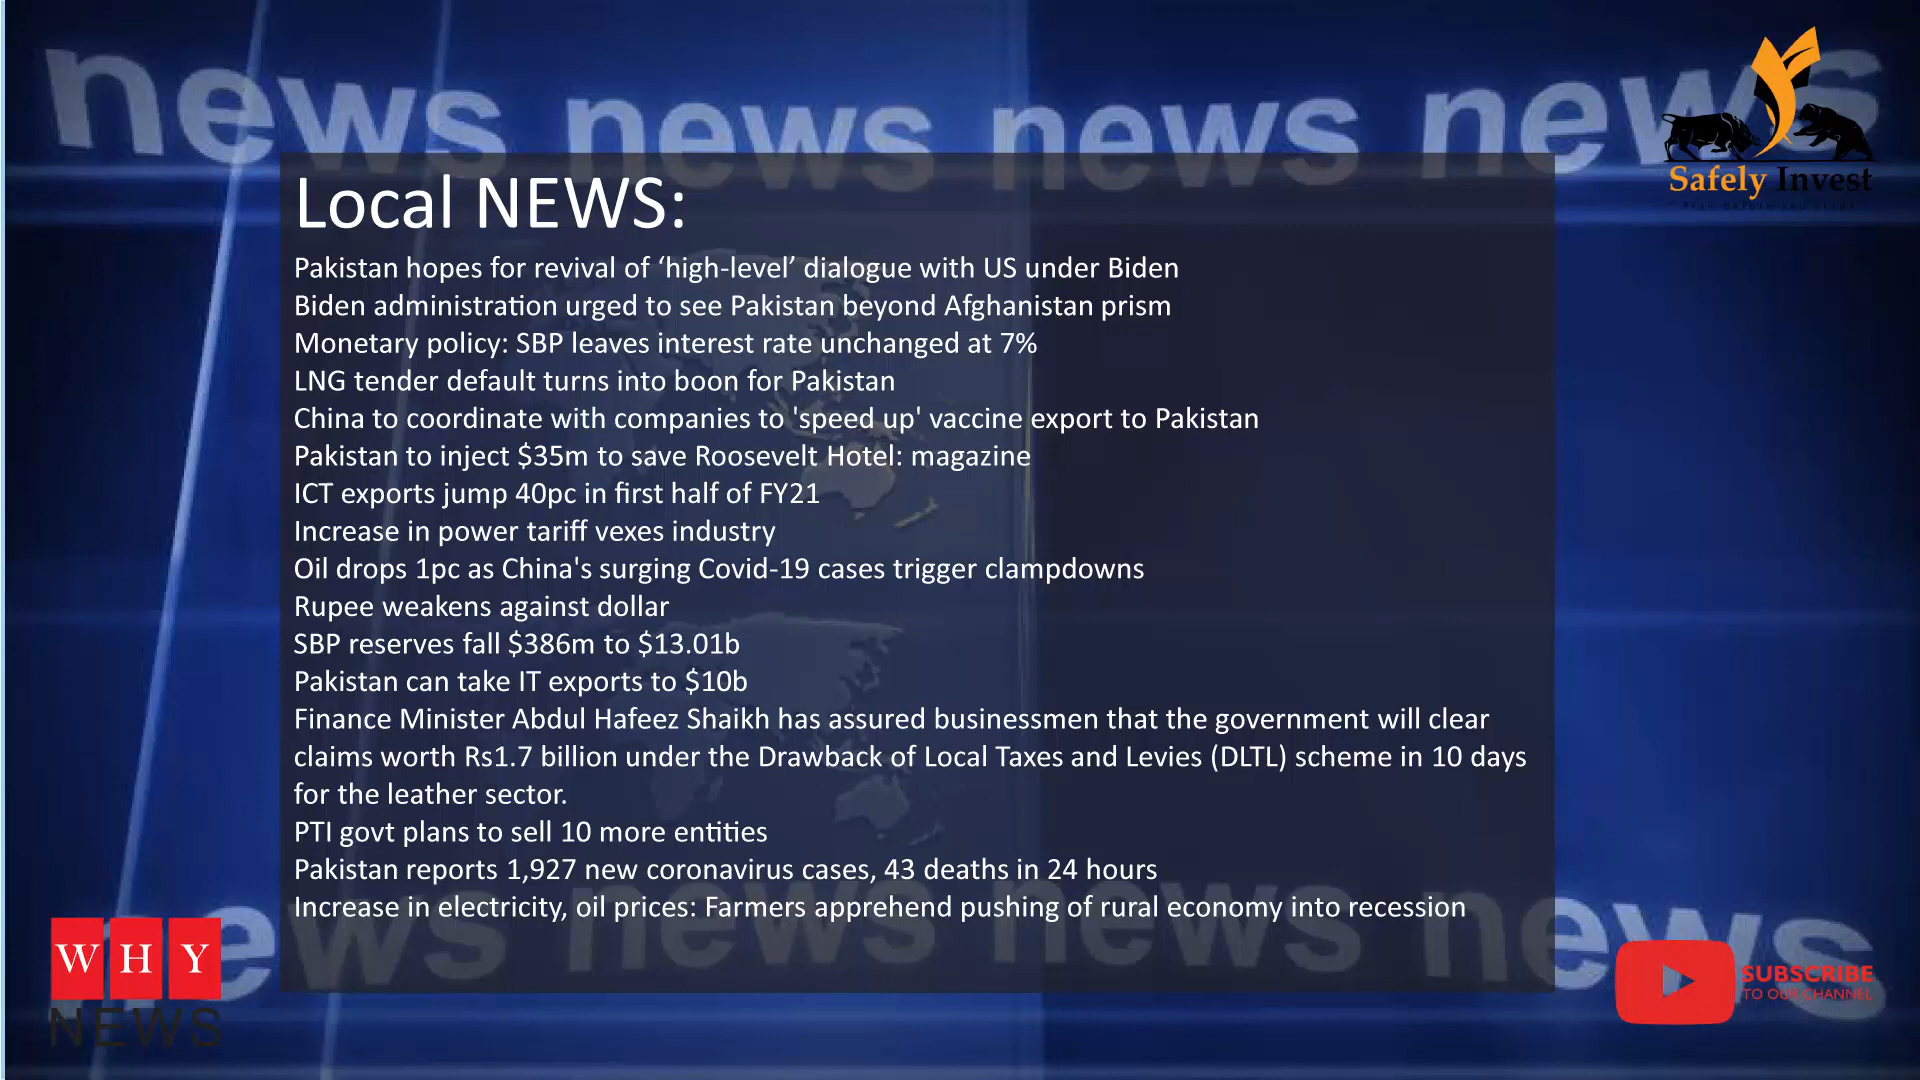 news news news news
Safely Invest
Local NEWS:
Pakistan hopes for revival of ‘high-level’ dialogue with US under Biden
Biden administration urged to see Pakistan beyond Afghanistan prism
Monetary policy: SBP leaves interest rate unchanged at 7%
LNG tender default turns into boon for Pakistan
China to coordinate with companies to 'speed up' vaccine export to Pakistan
Pakistan to inject $35m to save Roosevelt Hotel: magazine
ICT exports jump 40pc in first half of FY21
Increase in power tariff vexes industry
Oil drops 1pc as China's surging Covid-19 cases trigger clampdowns
Rupee weakens against dollar
SBP reserves fall $386m to $13.01b
Pakistan can take IT exports to $10b
Finance Minister Abdul Hafeez Shaikh has assured businessmen that the government will clear
claims worth Rs1.7 billion under the Drawback of Local Taxes and Levies (DLTL) scheme in 10 days
for the leather sector.
PTI govt plans to sell 10 more entities
Pakistan reports 1,927 new coronavirus cases, 43 deaths in 24 hours
Increase in electricity, oil prices: Farmers apprehend pushing of rural economy into recession
news news news news
WHY
NEWS
SUBSCRIBE
TO OUR CHANNEL